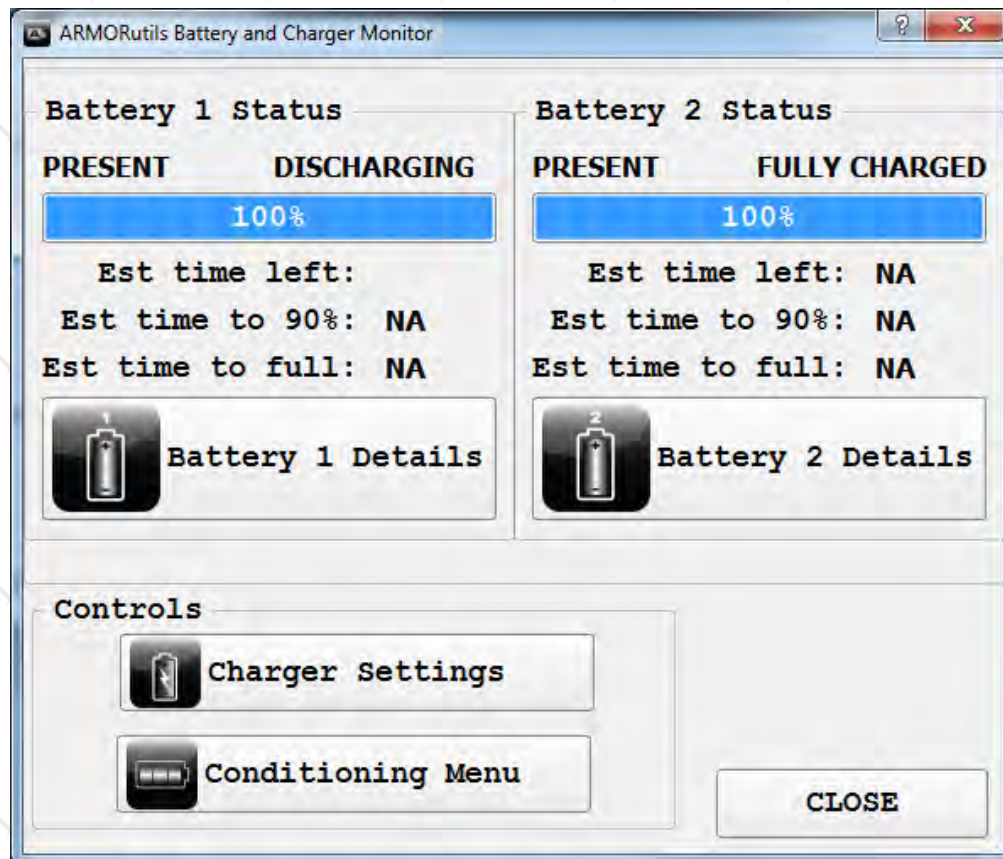 ARMORutils Battery and Charger Monitor
Battery 1 Status
PRESENT DISCHARGING
100%
Est time left:
Est time to 90%: NA
Est time to full: NA
1
Battery 1 Details
Battery 2 Status
PRESENT FULLY CHARGED
100%
Est time left: NA
Est time to 90%: NA
Est time to full: NA
2
Battery 2 Details
Controls
Charger Settings
Conditioning Menu
CLOSE